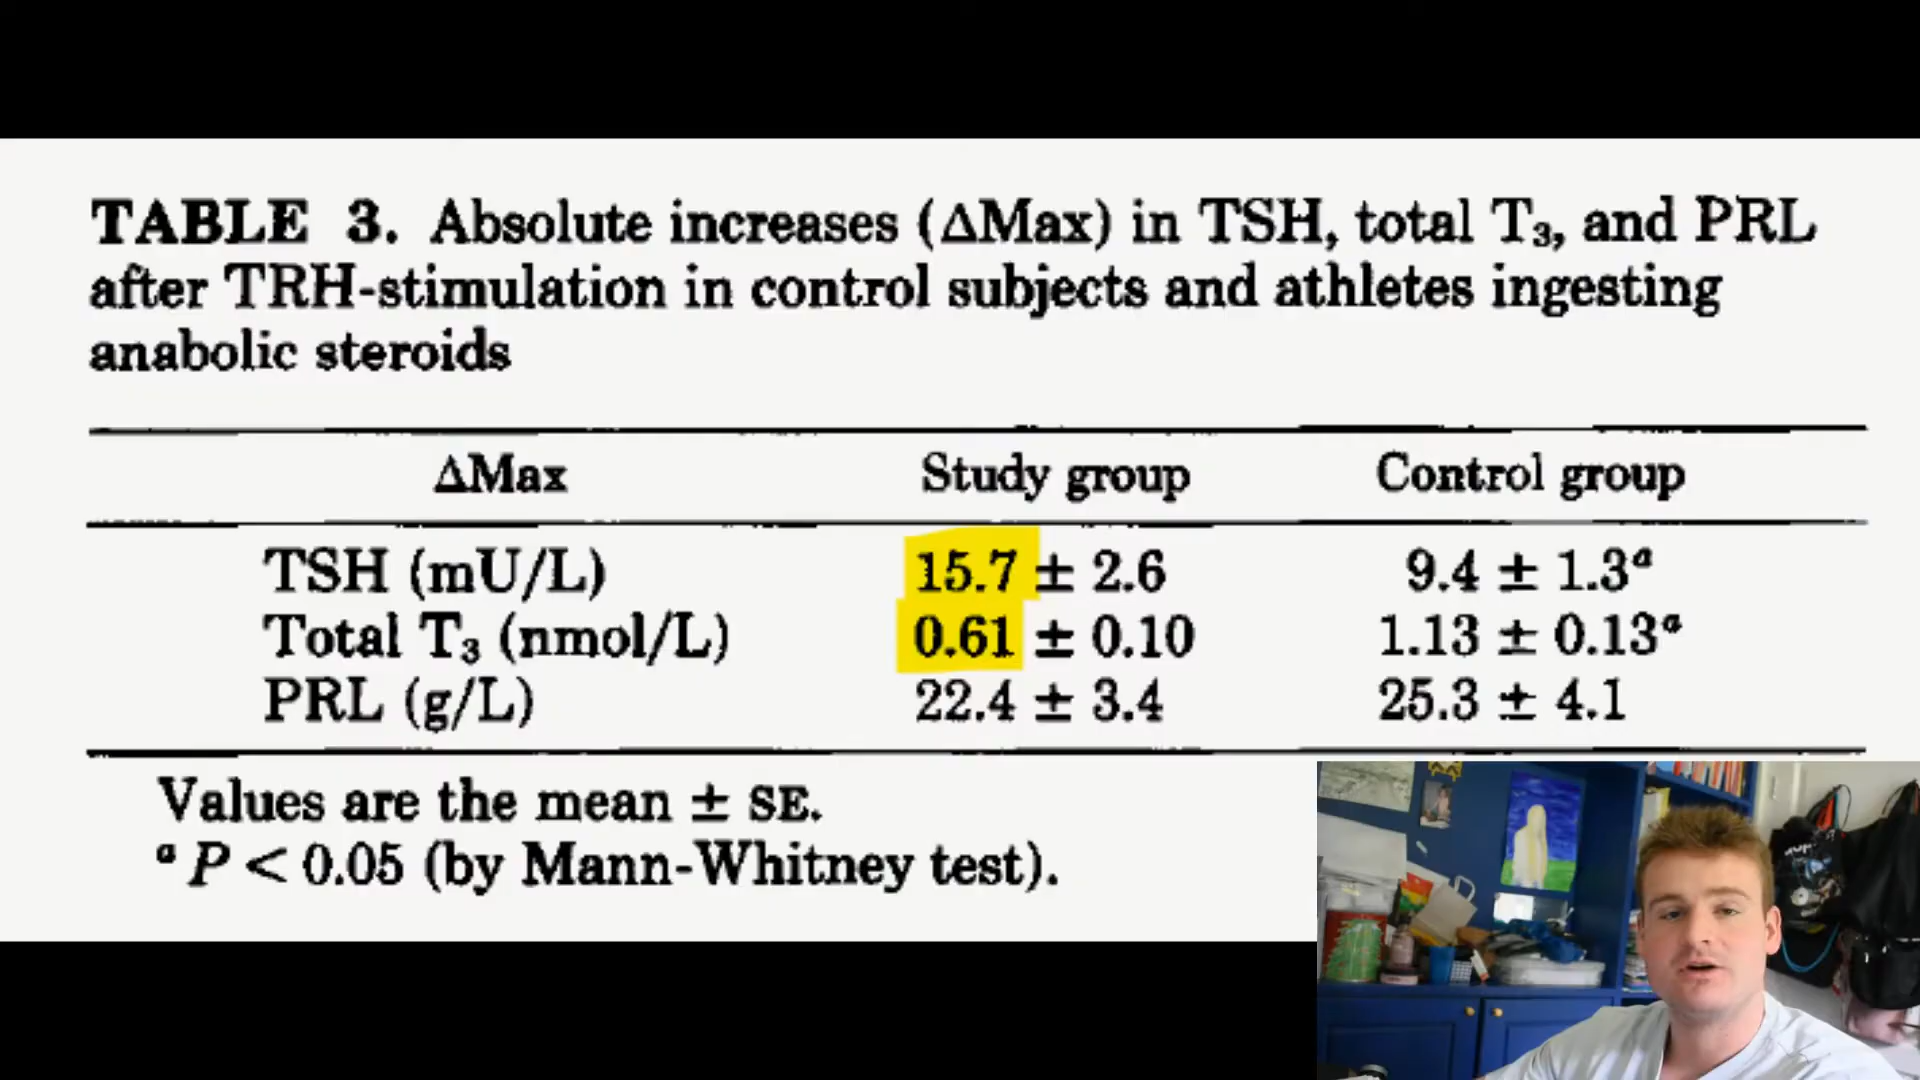 TABLE 3. Absolute increases (ΔMax) in TSH, total T₃, and PRL
after TRH-stimulation in control subjects and athletes ingesting
anabolic steroids
ΔMax Study group Control group
TSH (mU/L) 15.7 ± 2.6 9.4 ± 1.3ᵃ
Total T₃ (nmol/L) 0.61 ± 0.10 1.13 ± 0.13ᵃ
PRL (g/L) 22.4 ± 3.4 25.3 ± 4.1
Values are the mean ± SE.
ᵃ P < 0.05 (by Mann-Whitney test).